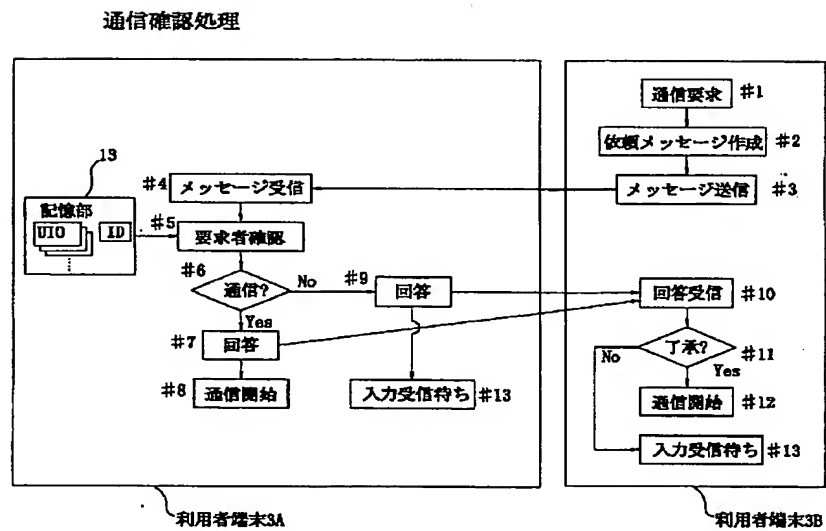 通信確認処理
通信要求 #1
依頼メッセージ作成 #2
メッセージ送信 #3
13
#4 メッセージ受信
記憶部
UIO ID
#5 要求者確認
#6 通信?
No
Yes
#9 回答
#7 回答
#8 通信開始
入力受信待ち #13
回答受信 #10
了承? #11
No
Yes
通信開始 #12
入力受信待ち #13
利用者端末3A
利用者端末3B